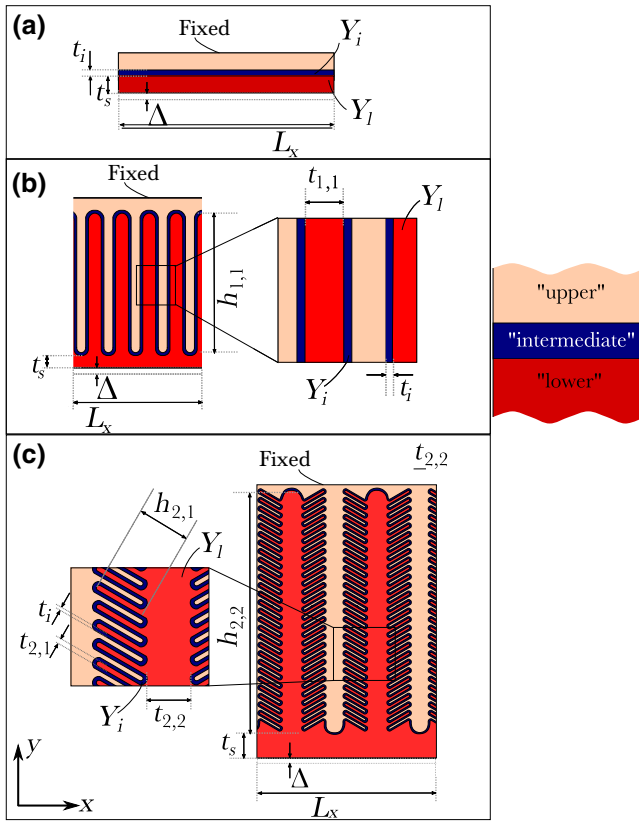 (a)
Fixed
Y_i
t_i
t_s
Δ
Y_l
L_x
(b)
Fixed
t_{1,1}
Y_l
h_{1,1}
t_s
Δ
Y_i
t_i
L_x
"upper"
"intermediate"
"lower"
(c)
Fixed
t_{2,2}
h_{2,1}
Y_l
t_i
t_{2,1}
h_{2,2}
Y_i
t_{2,2}
t_s
y
Δ
x
L_x